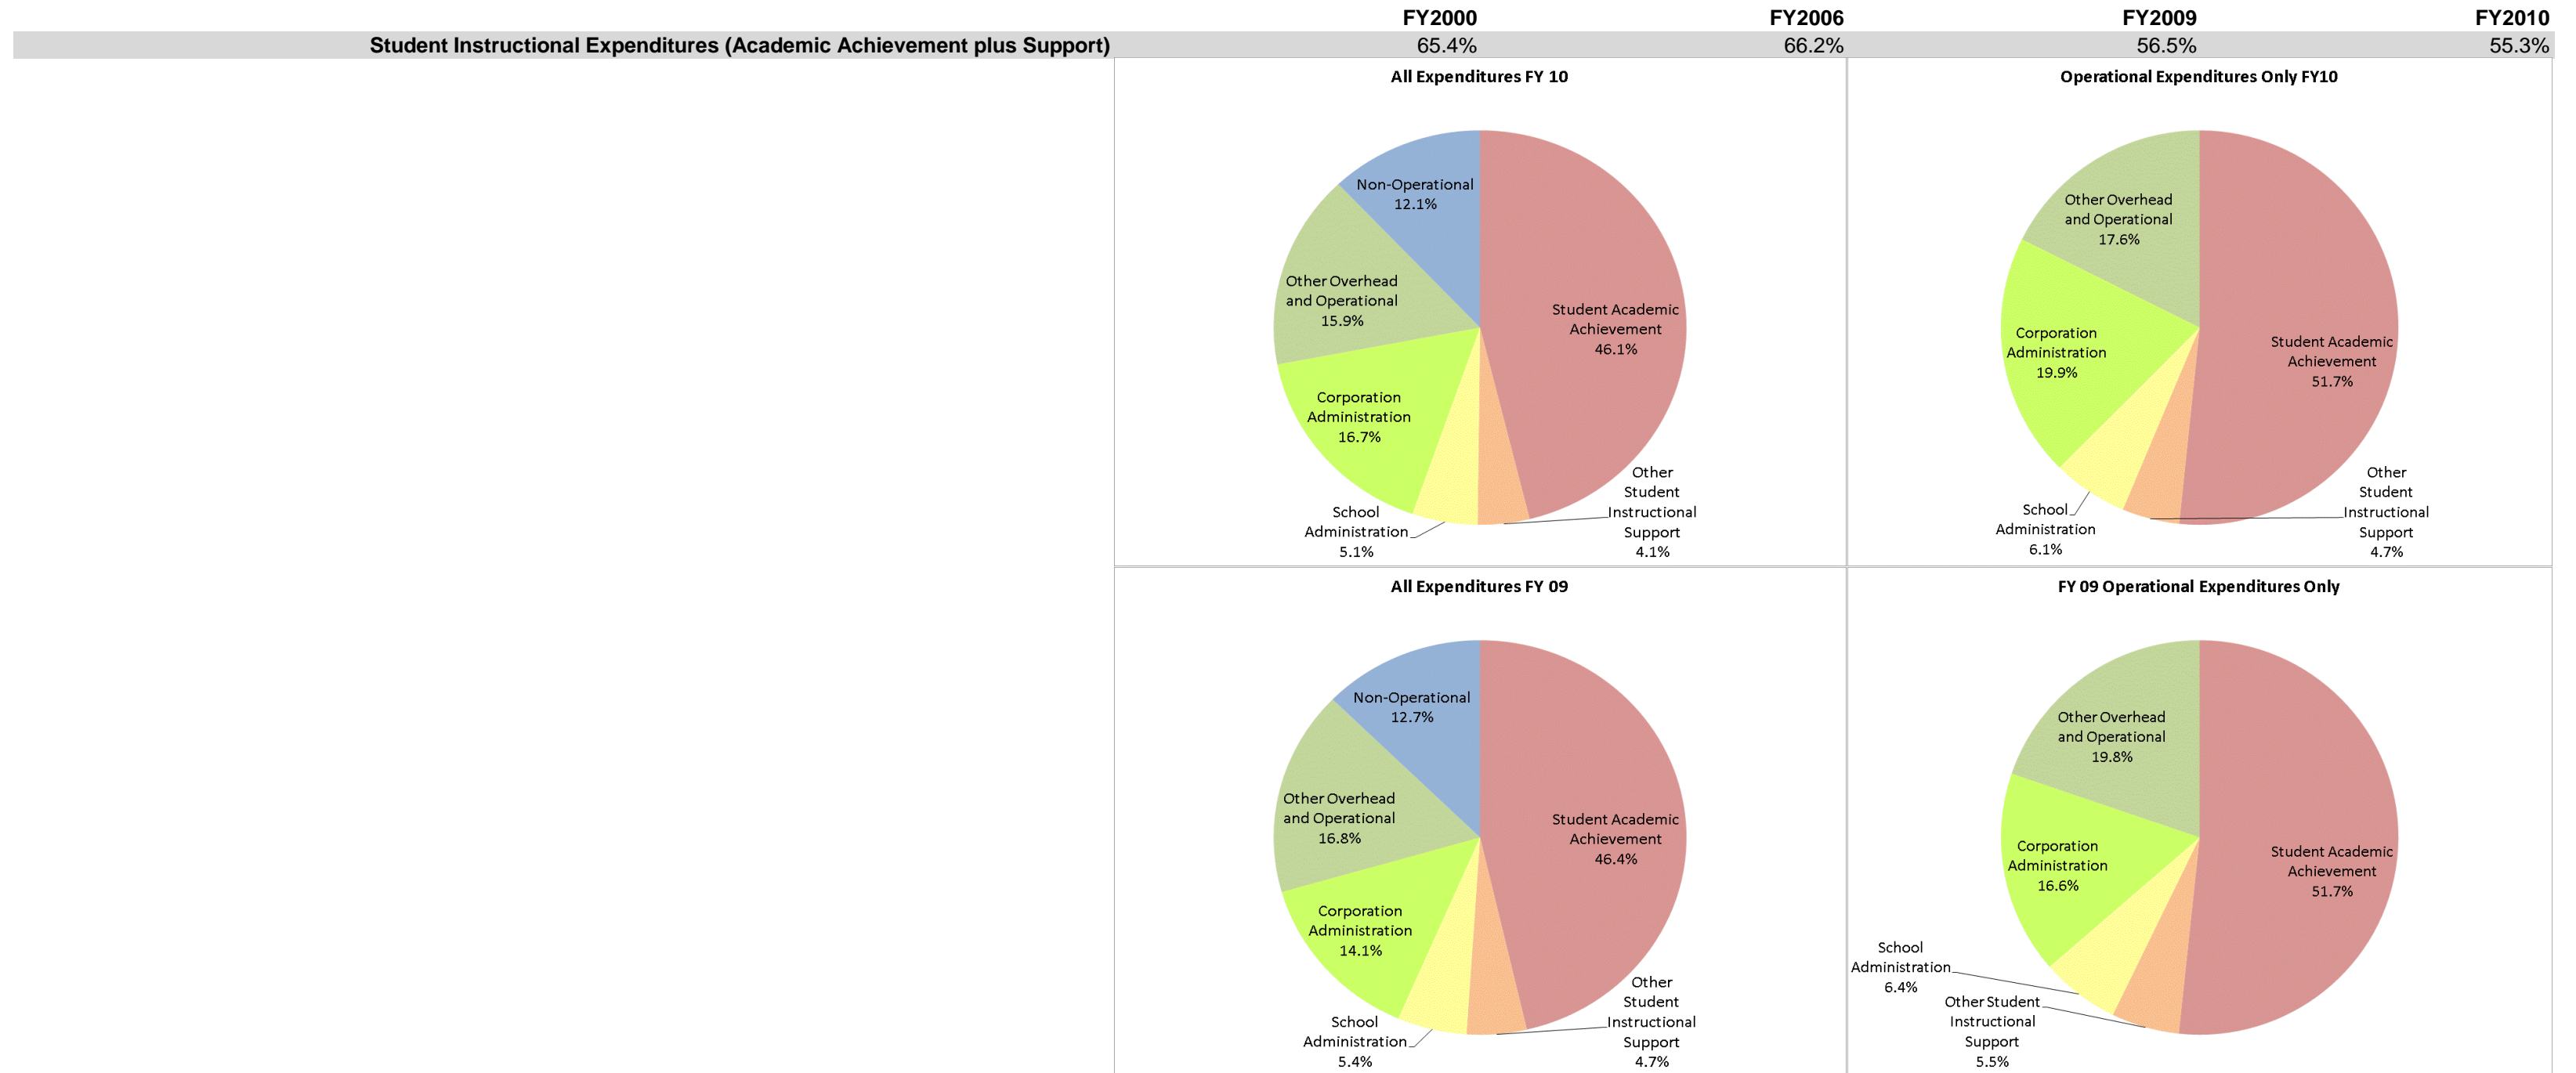 FY2000 FY2006 FY2009 FY2010
Student Instructional Expenditures (Academic Achievement plus Support) 65.4% 66.2% 56.5% 55.3%
All Expenditures FY 10
Non-Operational
12.1%
Other Overhead
and Operational
15.9%
Student Academic
Achievement
46.1%
Corporation
Administration
16.7%
School
Administration
5.1%
Other
Student
Instructional
Support
4.1%
Operational Expenditures Only FY10
Other Overhead
and Operational
17.6%
Corporation
Administration
19.9%
Student Academic
Achievement
51.7%
School
Administration
6.1%
Other
Student
Instructional
Support
4.7%
All Expenditures FY 09
Non-Operational
12.7%
Other Overhead
and Operational
16.8%
Student Academic
Achievement
46.4%
Corporation
Administration
14.1%
School
Administration
5.4%
Other
Student
Instructional
Support
4.7%
FY 09 Operational Expenditures Only
Other Overhead
and Operational
19.8%
Corporation
Administration
16.6%
Student Academic
Achievement
51.7%
School
Administration
6.4%
Other Student
Instructional
Support
5.5%